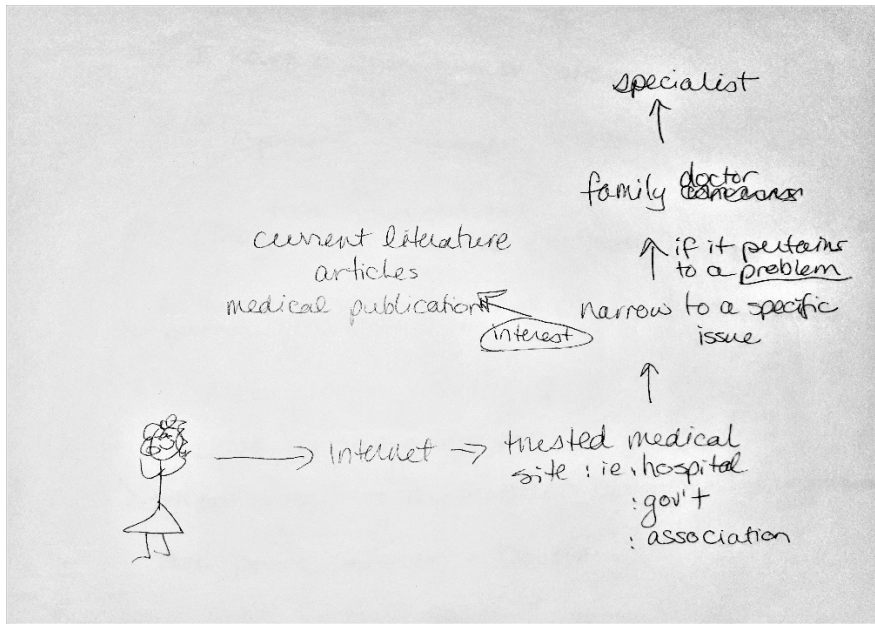 specialist
family doctor
if it pertains
to a problem
current literature
articles
medical publication
interest
narrow to a specific
issue
Internet
trusted medical
site : ie. hospital
: gov't
: association